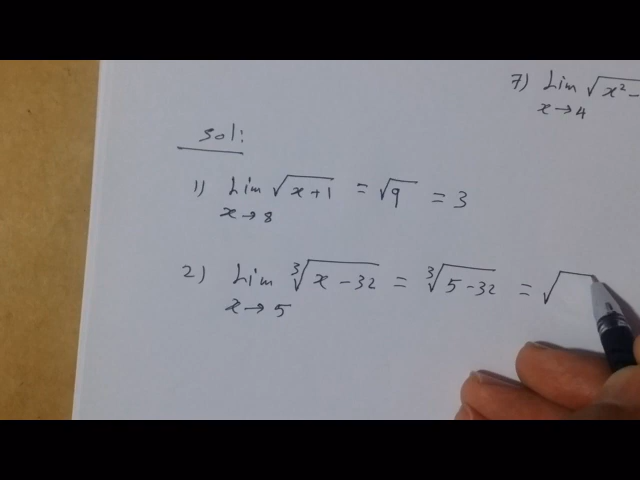 7) Lim √x² -
x→4
sol:
1) Lim √x+1 = √9 = 3
x→8
2) Lim ∛x-32 = ∛5-32 = √
x→5